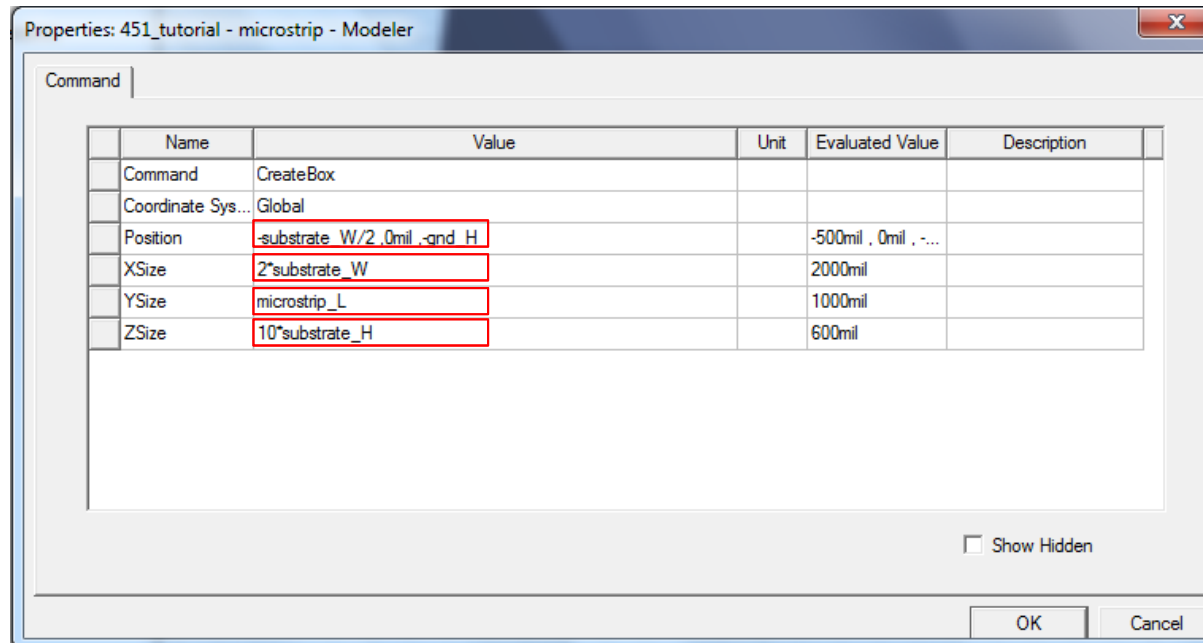 Properties: 451_tutorial - microstrip - Modeler
Command
Name Value Unit Evaluated Value Description
Command CreateBox
Coordinate Sys... Global
Position -substrate_W/2 ,0mil ,-gnd_H -500mil , 0mil , -...
XSize 2*substrate_W 2000mil
YSize microstrip_L 1000mil
ZSize 10*substrate_H 600mil
Show Hidden
OK Cancel